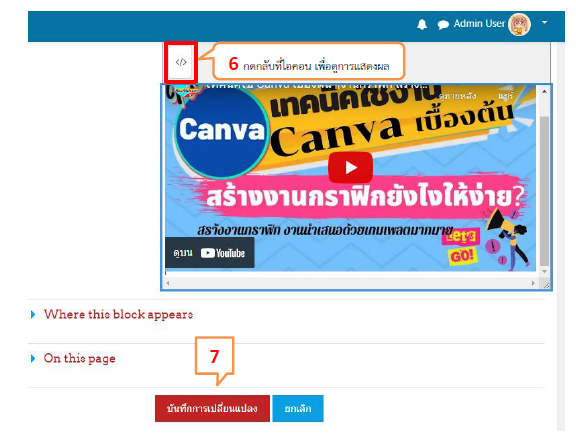 Admin User
</>
6 กดกลับที่ไอคอน เพื่อดูการแสดงผล
ดูภายหลัง แชร์
เทคนิคใช้งาน
Canva Canva เบื้องต้น
สร้างงานกราฟิกยังไงให้ง่าย?
สร้างงานกราฟิก งานนำเสนอด้วยเทมเพลตมากมาย
Let's
GO!
ดูบน YouTube
Where this block appears
On this page
7
บันทึกการเปลี่ยนแปลง ยกเลิก